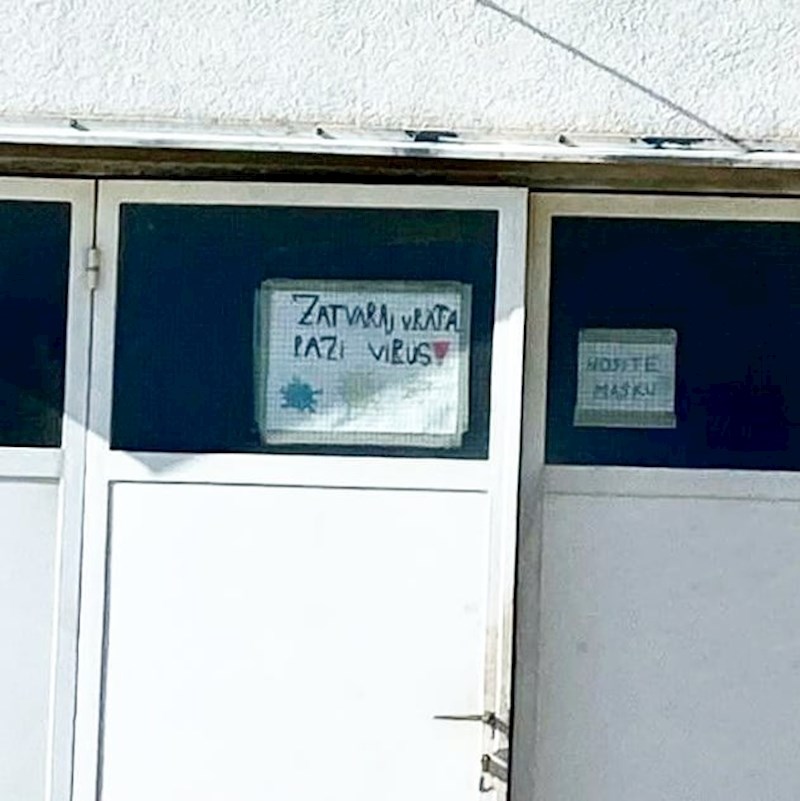 ZATVARAJ VRATA
PAZI VIRUS!
NOSITE
MASKU